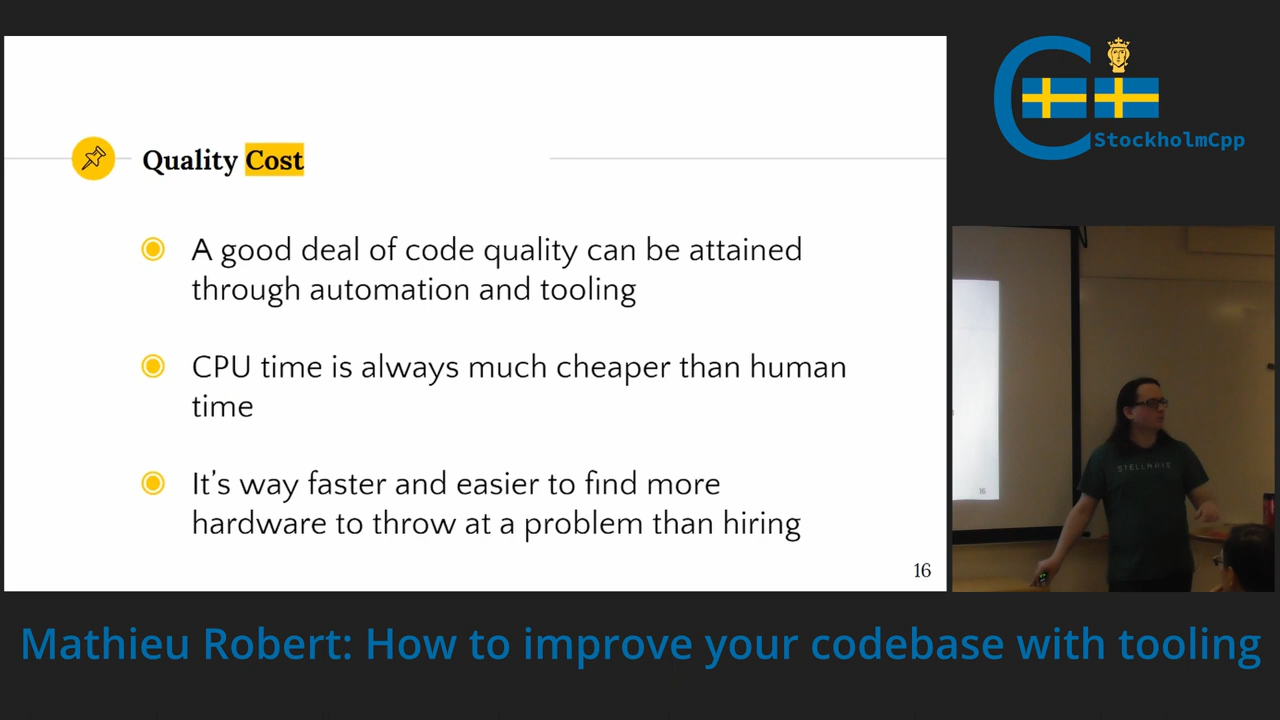 Quality Cost
A good deal of code quality can be attained
through automation and tooling
CPU time is always much cheaper than human
time
It's way faster and easier to find more
hardware to throw at a problem than hiring
16
StockholmCpp
STELLARIS
16
Mathieu Robert: How to improve your codebase with tooling